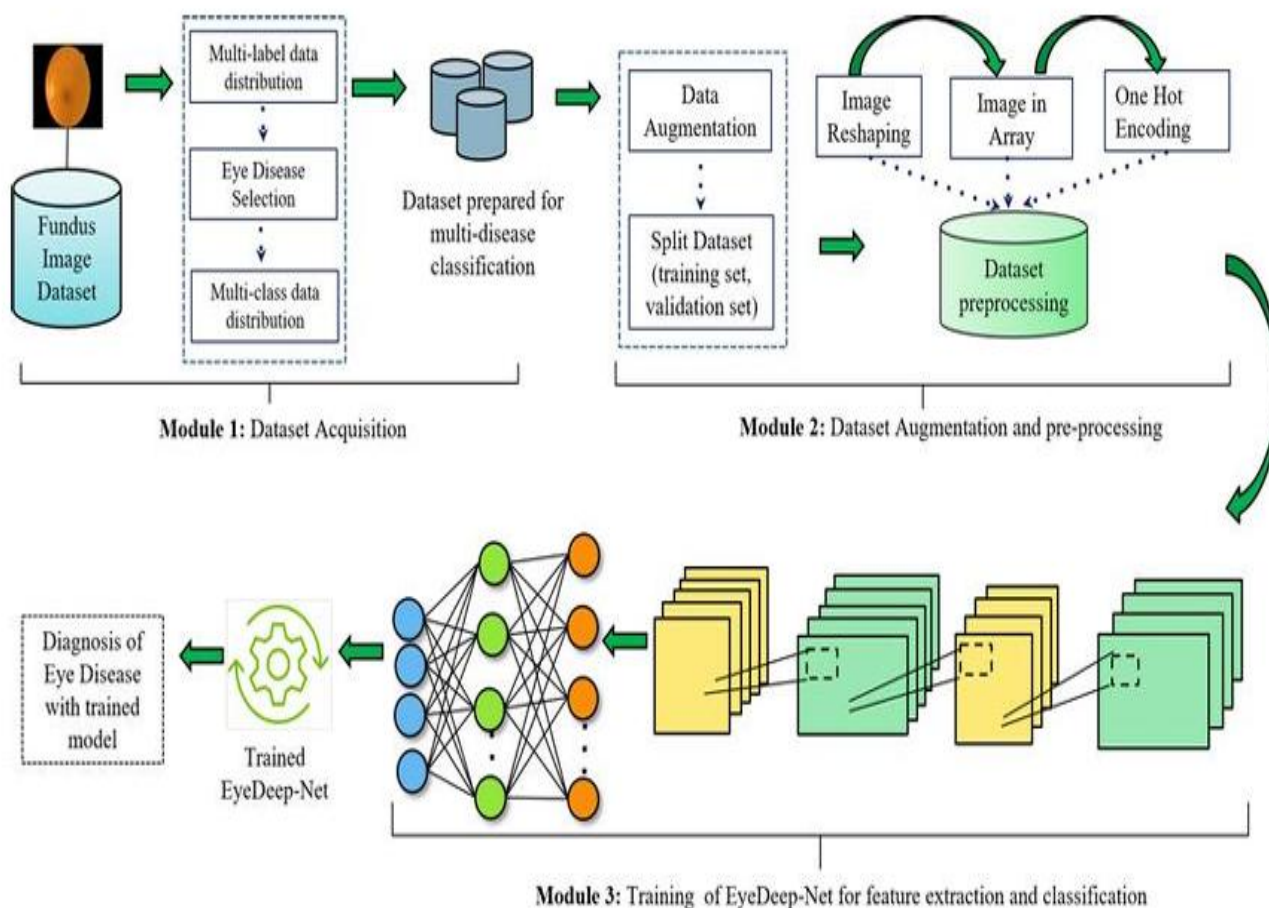 Fundus
Image
Dataset
Multi-label data
distribution
Eye Disease
Selection
Multi-class data
distribution
Dataset prepared for
multi-disease
classification
Module 1: Dataset Acquisition
Data
Augmentation
Split Dataset
(training set,
validation set)
Image
Reshaping
Image in
Array
One Hot
Encoding
Dataset
preprocessing
Module 2: Dataset Augmentation and pre-processing
Diagnosis of
Eye Disease
with trained
model
Trained
EyeDeep-Net
Module 3: Training of EyeDeep-Net for feature extraction and classification